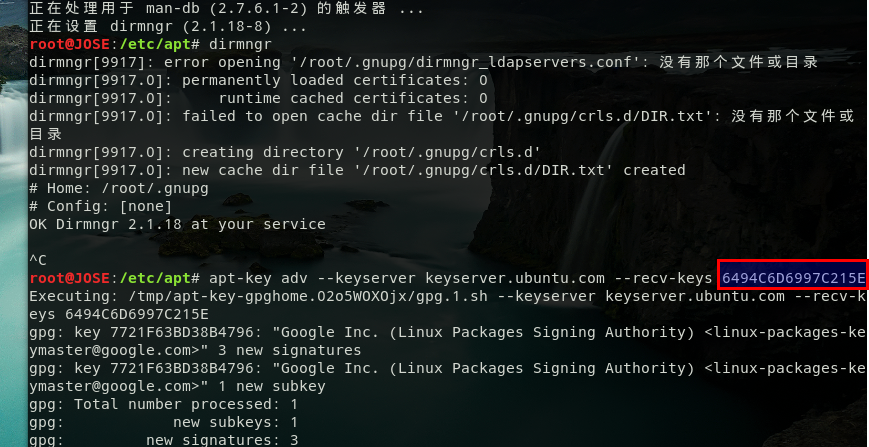 正在处理用于 man-db (2.7.6.1-2) 的触发器 ...
正在设置 dirmngr (2.1.18-8) ...
root@JOSE:/etc/apt# dirmngr
dirmngr[9917]: error opening '/root/.gnupg/dirmngr_ldapservers.conf': 没有那个文件或目录
dirmngr[9917.0]: permanently loaded certificates: 0
dirmngr[9917.0]:     runtime cached certificates: 0
dirmngr[9917.0]: failed to open cache dir file '/root/.gnupg/crls.d/DIR.txt': 没有那个文件或
目录
dirmngr[9917.0]: creating directory '/root/.gnupg/crls.d'
dirmngr[9917.0]: new cache dir file '/root/.gnupg/crls.d/DIR.txt' created
# Home: /root/.gnupg
# Config: [none]
OK Dirmngr 2.1.18 at your service
^C
root@JOSE:/etc/apt# apt-key adv --keyserver keyserver.ubuntu.com --recv-keys 6494C6D6997C215E
Executing: /tmp/apt-key-gpghome.O2o5WOXOjx/gpg.1.sh --keyserver keyserver.ubuntu.com --recv-k
eys 6494C6D6997C215E
gpg: key 7721F63BD38B4796: "Google Inc. (Linux Packages Signing Authority) <linux-packages-ke
ymaster@google.com>" 3 new signatures
gpg: key 7721F63BD38B4796: "Google Inc. (Linux Packages Signing Authority) <linux-packages-ke
ymaster@google.com>" 1 new subkey
gpg: Total number processed: 1
gpg:            new subkeys: 1
gpg:         new signatures: 3